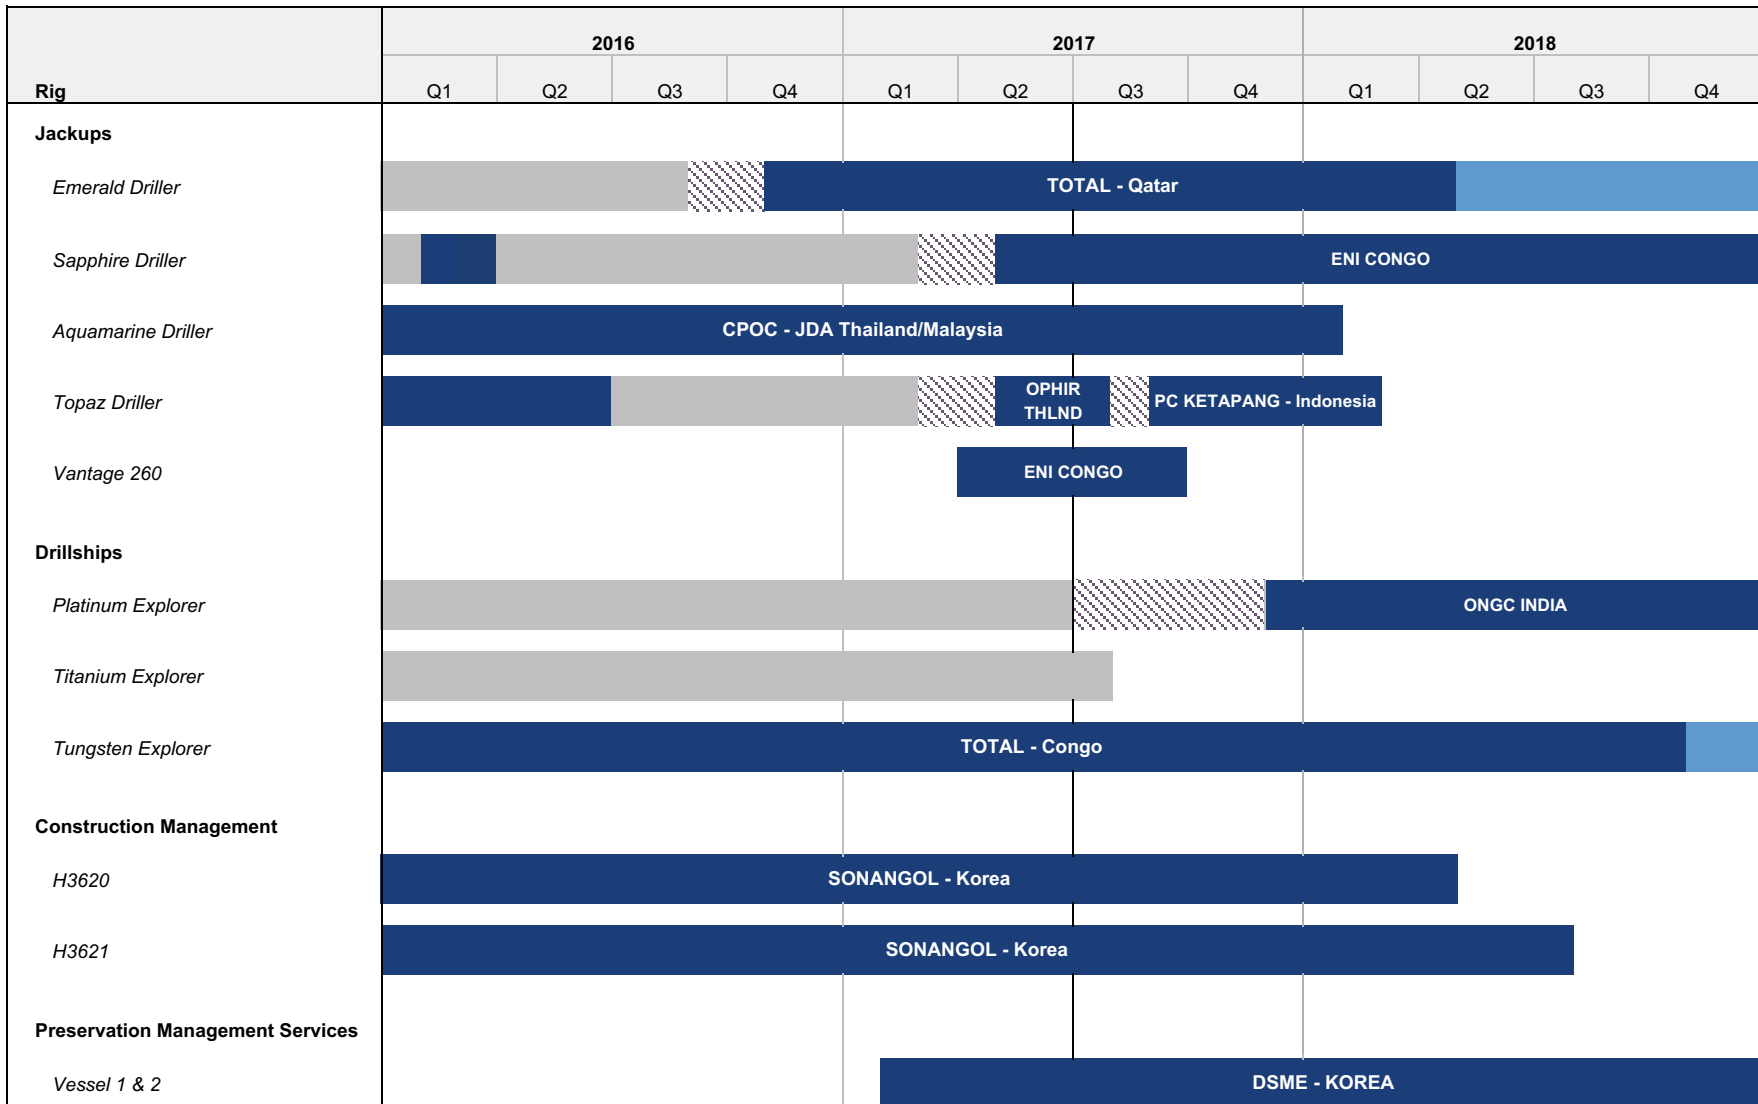 2016 2017 2018
Rig Q1 Q2 Q3 Q4 Q1 Q2 Q3 Q4 Q1 Q2 Q3 Q4
Jackups
Emerald Driller TOTAL - Qatar
Sapphire Driller ENI CONGO
Aquamarine Driller CPOC - JDA Thailand/Malaysia
Topaz Driller OPHIR
THLND PC KETAPANG - Indonesia
Vantage 260 ENI CONGO
Drillships
Platinum Explorer ONGC INDIA
Titanium Explorer
Tungsten Explorer TOTAL - Congo
Construction Management
H3620 SONANGOL - Korea
H3621 SONANGOL - Korea
Preservation Management Services
Vessel 1 & 2 DSME - KOREA